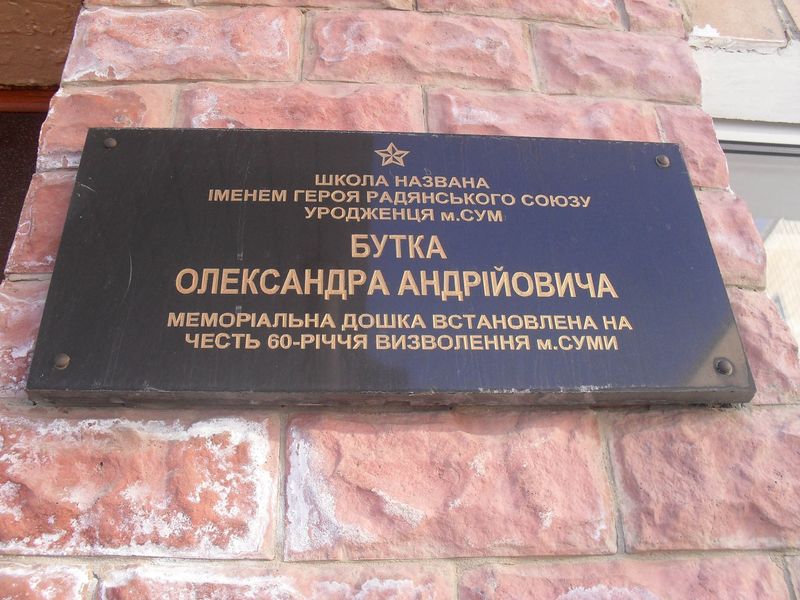 ШКОЛА НАЗВАНА
ІМЕНЕМ ГЕРОЯ РАДЯНСЬКОГО СОЮЗУ
УРОДЖЕНЦЯ м.СУМ
БУТКА
ОЛЕКСАНДРА АНДРІЙОВИЧА
МЕМОРІАЛЬНА ДОШКА ВСТАНОВЛЕНА НА
ЧЕСТЬ 60-РІЧЧЯ ВИЗВОЛЕННЯ м.СУМИ